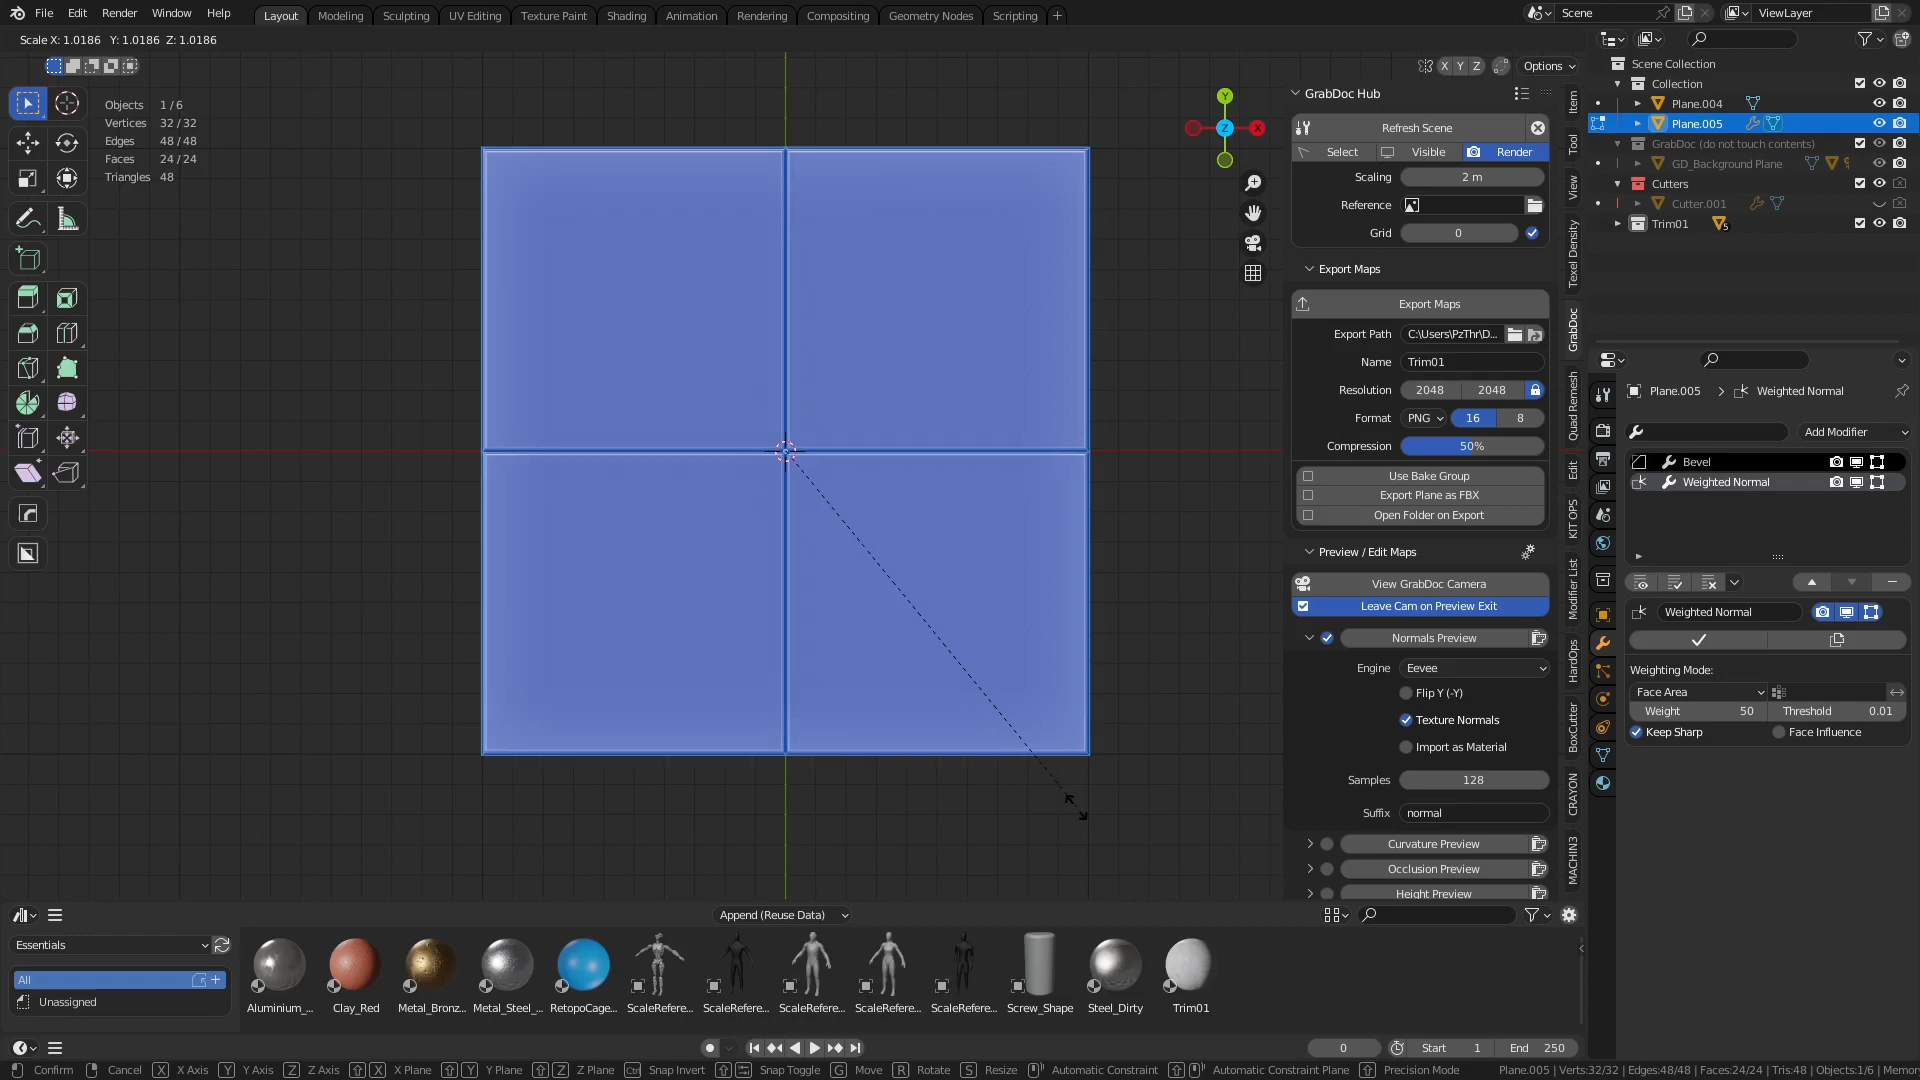 File Edit Render Window Help Layout Modeling Sculpting UV Editing Texture Paint Shading Animation Rendering Compositing Geometry Nodes Scripting + Scene ViewLayer
Scale X: 1.0186 Y: 1.0186 Z: 1.0186
X Y Z Options
Objects 1 / 6
Vertices 32 / 32
Edges 48 / 48
Faces 24 / 24
Triangles 48
Y
Z
X
GrabDoc Hub
Refresh Scene
Select Visible Render
Scaling 2 m
Reference
Grid 0
Export Maps
Export Maps
Export Path C:\Users\PzThr\D...
Name Trim01
Resolution 2048 2048
Format PNG 16 8
Compression 50%
Use Bake Group
Export Plane as FBX
Open Folder on Export
Preview / Edit Maps
View GrabDoc Camera
Leave Cam on Preview Exit
Normals Preview
Engine Eevee
Flip Y (-Y)
Texture Normals
Import as Material
Samples 128
Suffix normal
Curvature Preview
Occlusion Preview
Height Preview
Item
Tool
View
Texel Density
GrabDoc
Quad Remesh
Edit
KIT OPS
Modifier List
HardOps
BoxCutter
CRAYON
MACHIN3
Scene Collection
Collection
Plane.004
Plane.005
GrabDoc (do not touch contents)
GD_Background Plane
Cutters
Cutter.001
Trim01 5
Plane.005 Weighted Normal
Add Modifier
Bevel
Weighted Normal
Weighted Normal
Weighting Mode:
Face Area
Weight 50 Threshold 0.01
Keep Sharp Face Influence
Append (Reuse Data)
Essentials
All
Unassigned
Aluminium_... Clay_Red Metal_Bronz... Metal_Steel_... RetopoCage... ScaleRefere... ScaleRefere... ScaleRefere... ScaleRefere... ScaleRefere... Screw_Shape Steel_Dirty Trim01
0 Start 1 End 250
Confirm Cancel X X Axis Y Y Axis Z Z Axis X X Plane Y Y Plane Z Z Plane Ctrl Snap Invert Snap Toggle G Move R Rotate S Resize Automatic Constraint Automatic Constraint Plane Precision Mode Plane.005 | Verts:32/32 | Edges:48/48 | Faces:24/24 | Tris:48 | Objects:1/6 | Memor